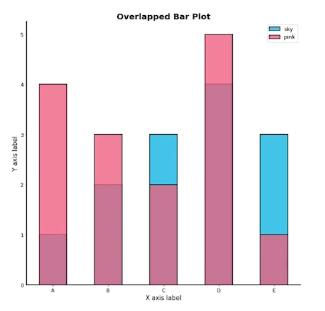 Overlapped Bar Plot
sky
pink
5
4
3
2
1
0
Y axis label
A B C D E
X axis label